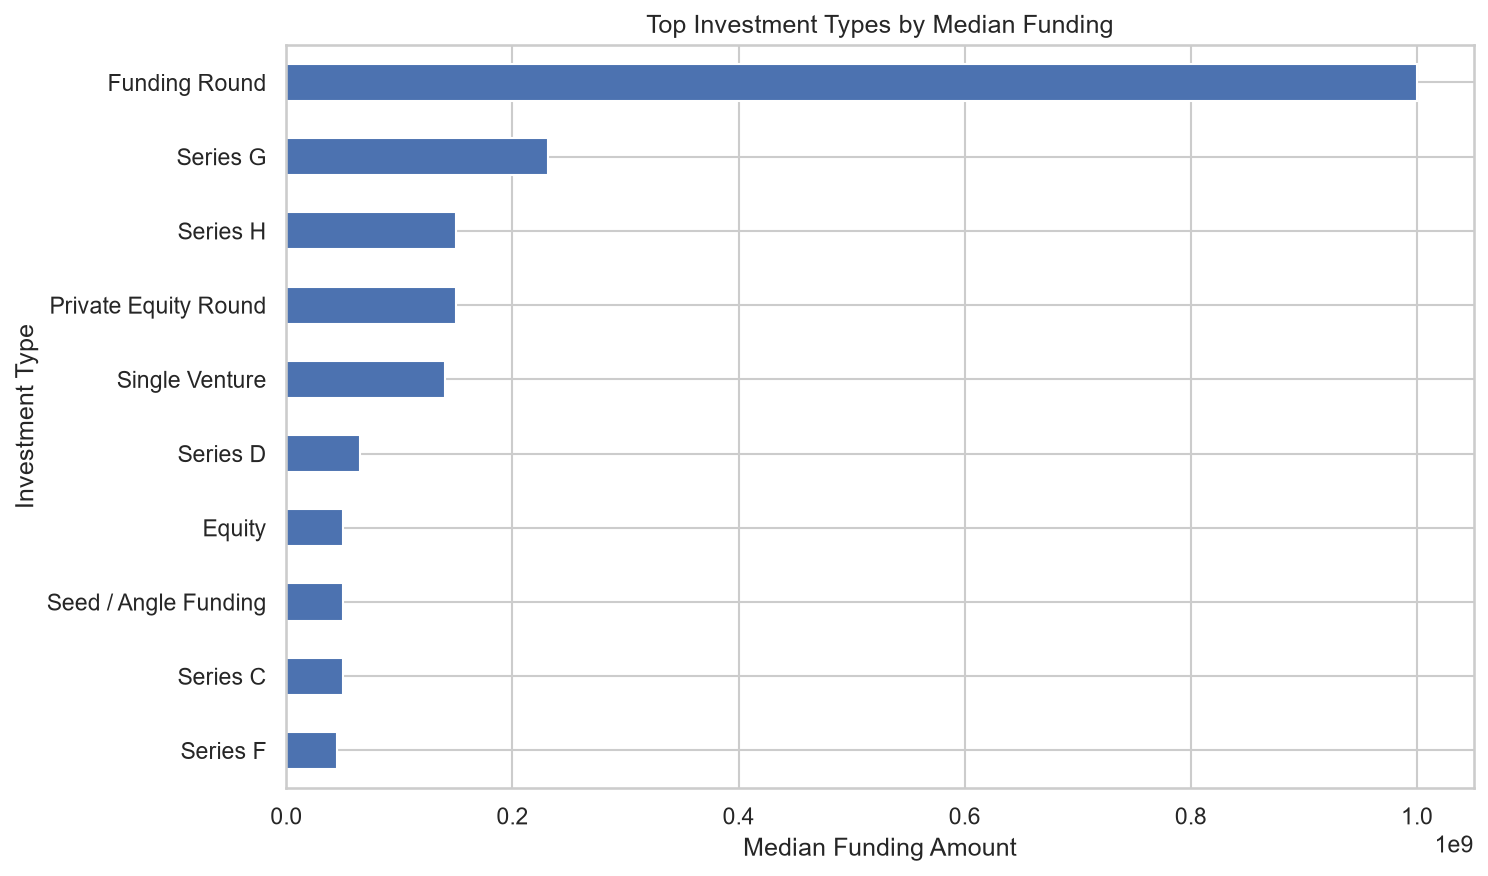 Top Investment Types by Median Funding
Investment Type
Funding Round
Series G
Series H
Private Equity Round
Single Venture
Series D
Equity
Seed / Angle Funding
Series C
Series F
0.0 0.2 0.4 0.6 0.8 1.0
1e9
Median Funding Amount